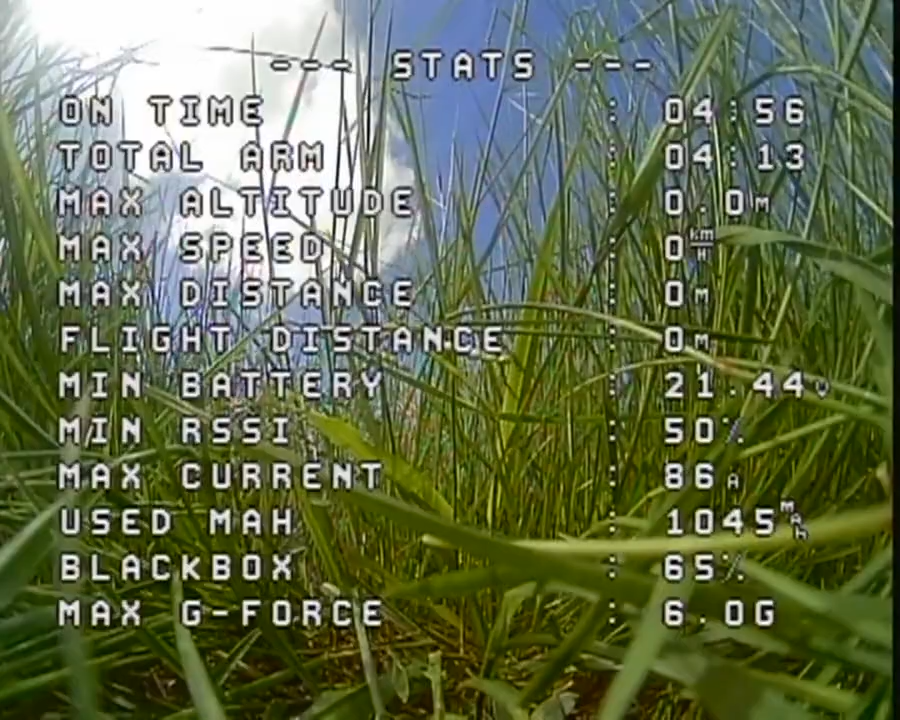 --- STATS ---
ON TIME : 04:56
TOTAL ARM : 04:13
MAX ALTITUDE : 0.0M
MAX SPEED : 0KM/H
MAX DISTANCE : 0M
FLIGHT DISTANCE : 0M
MIN BATTERY : 21.44V
MIN RSSI : 50%
MAX CURRENT : 86A
USED MAH : 1045mAh
BLACKBOX : 65%
MAX G-FORCE : 6.0G